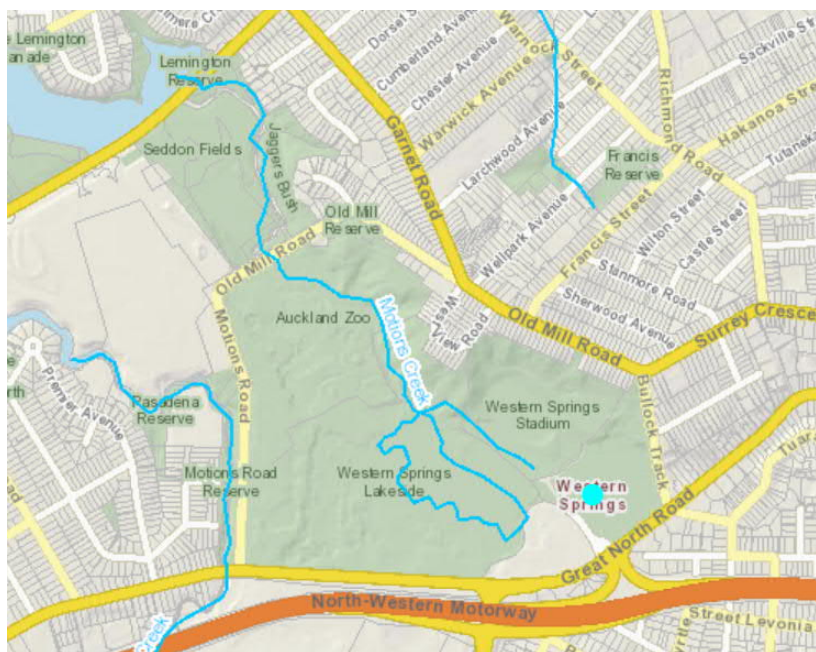 Dorset Str
Cumberland Avenue
Chester Avenue
Warnock Street
Sackville Str
e Lemington
anade
Lemington
Reserve
Warwick Avenue
Richmond Road
Hakanoa Street
Seddon Fields
Jaggers Bush
Garnet Road
Larchwood Avenue
Francis
Reserve
Tutaneka
Old Mill
Reserve
Wellpark Avenue
Francis Street
Wilton Street
Castle Street
Old Mill Road
Stanmore Road
Sherwood Avenue
Auckland Zoo
Motions Creek
West
View
Road
Old Mill Road
Surrey Cresce
Motions Road
Premier Avenue
Pasadena
Reserve
Western Springs
Stadium
Bullock Track
Motions Road
Reserve
Western Springs
Lakeside
Western
Springs
Great North Road
North-Western Motorway
Creek
Street Levonia